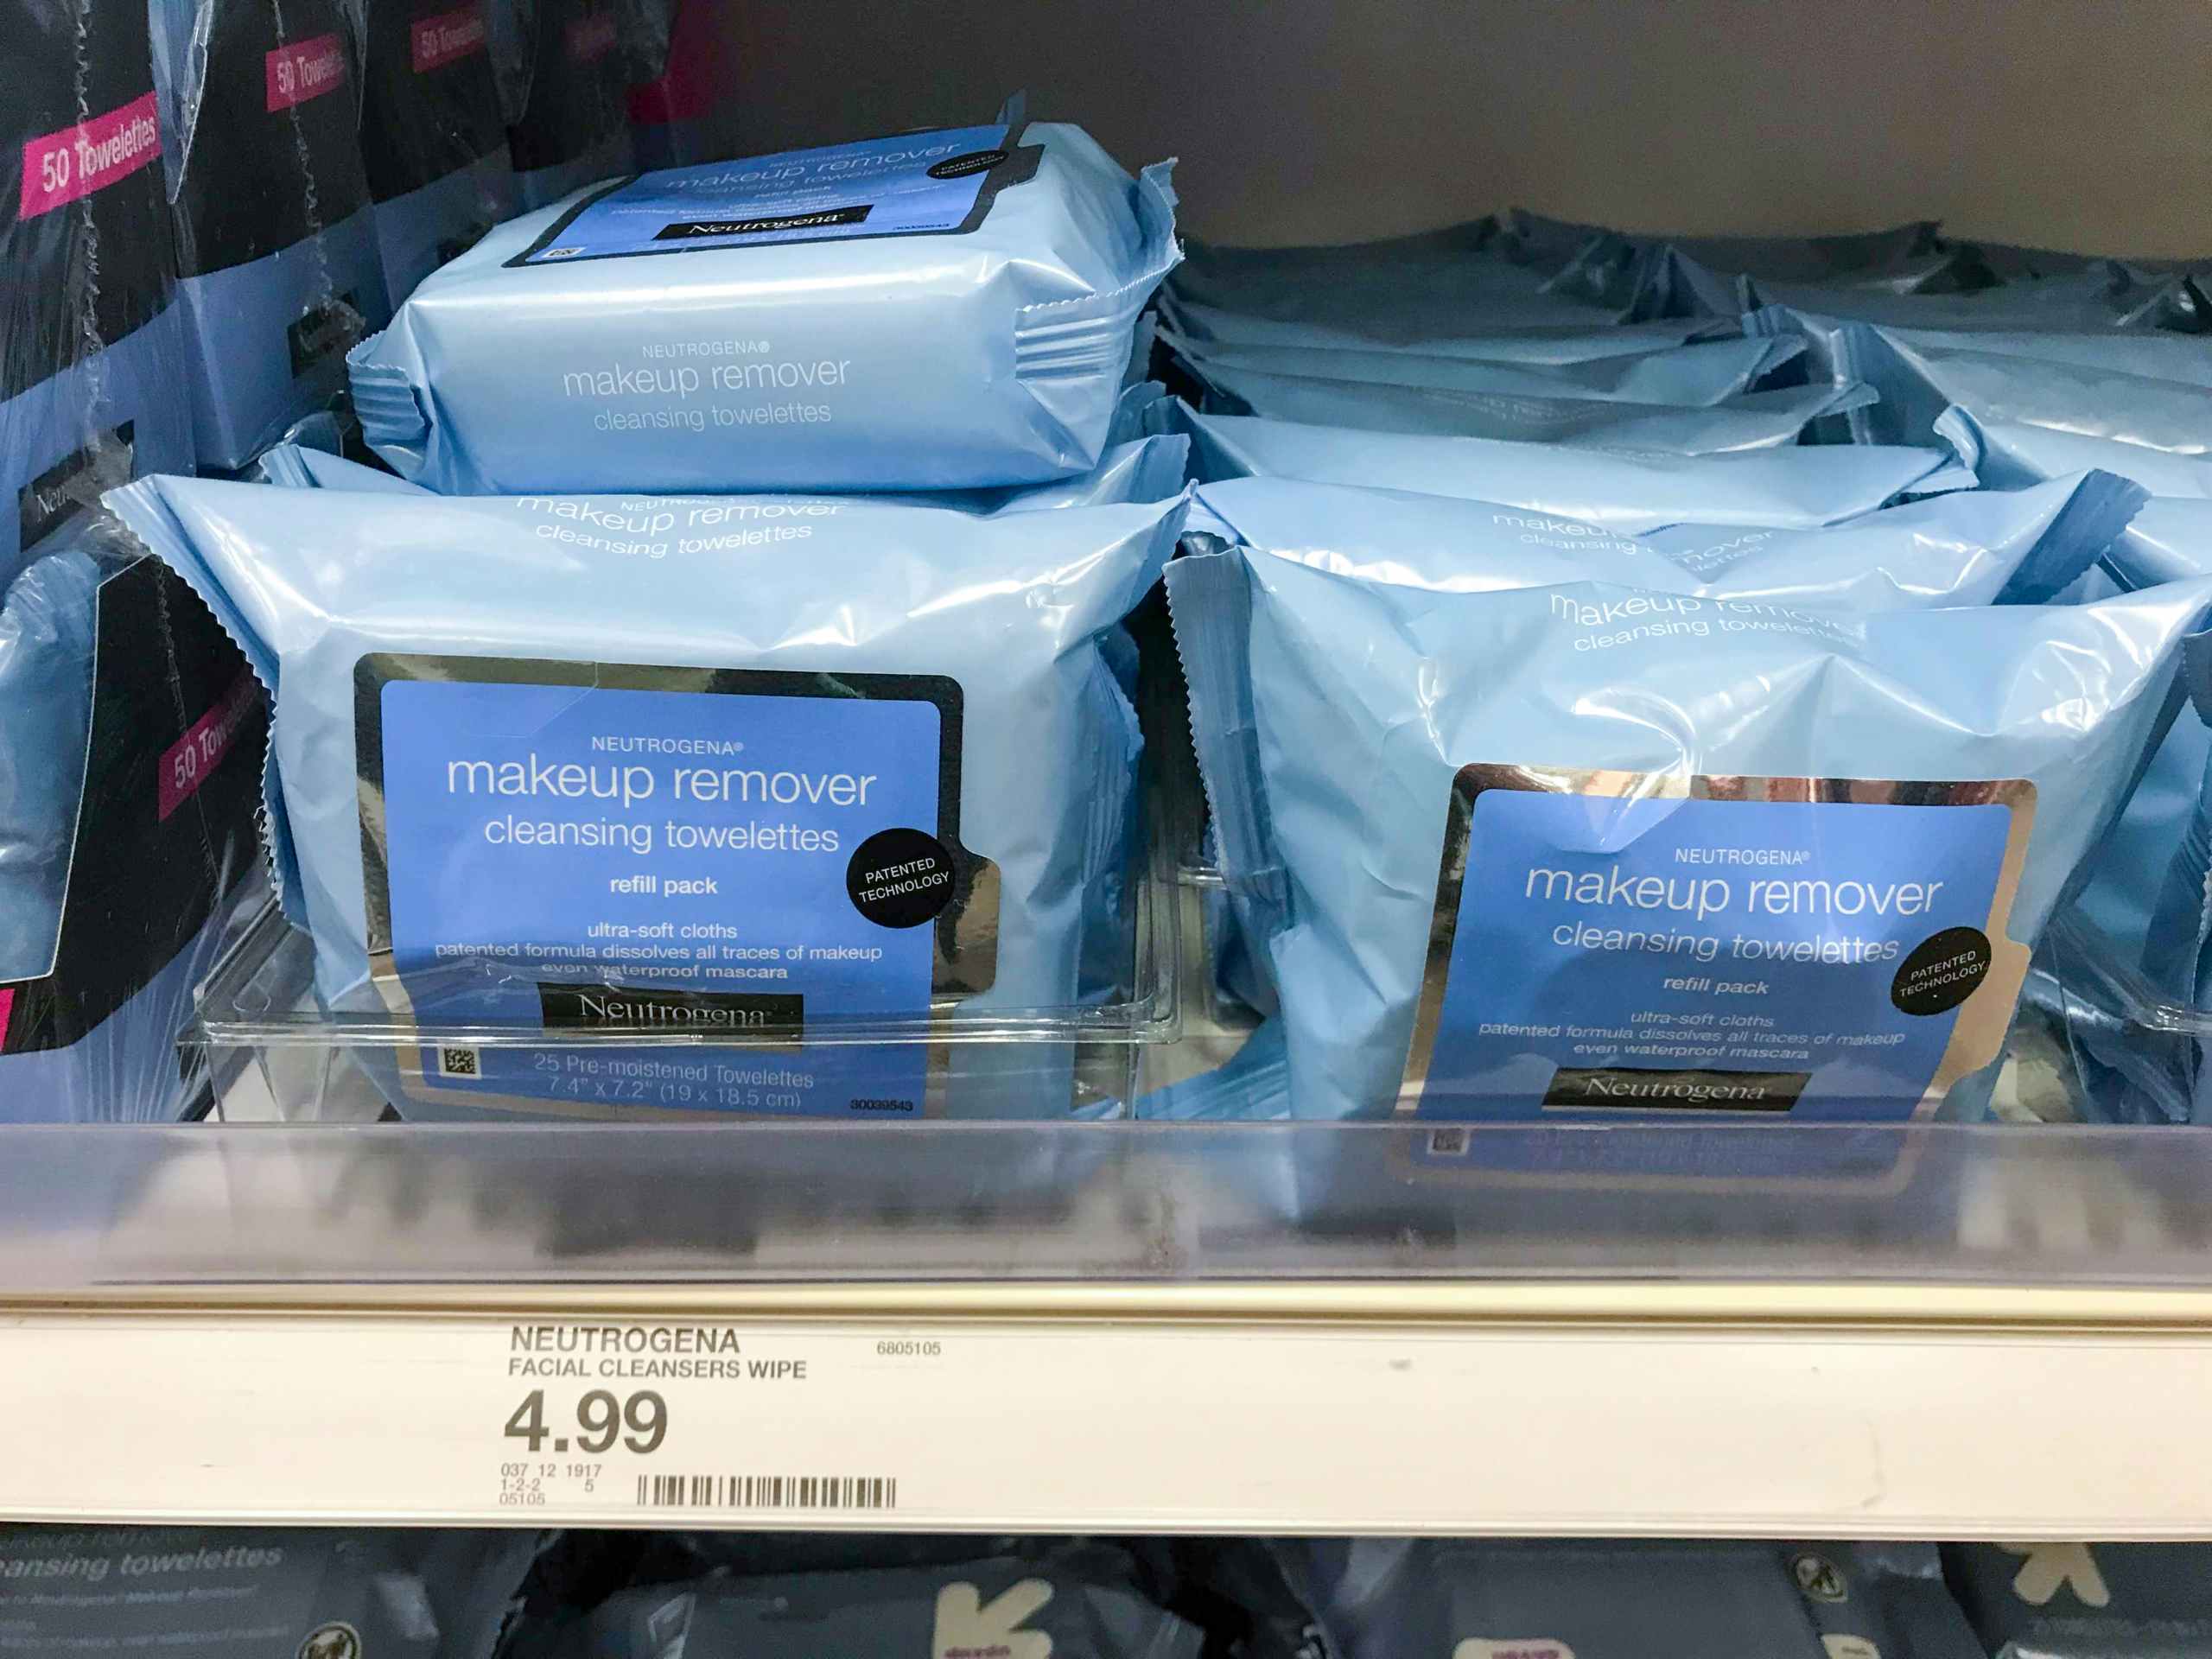 50 Towelettes
50
50
makeup remover
PATENTED
TECHNOLOGY
Neutrogena
NEUTROGENA®
makeup remover
cleansing towelettes
makeup remover
cleansing towelettes
NEUTROGENA®
makeup remover
cleansing towelettes
refill pack
PATENTED
TECHNOLOGY
ultra-soft cloths
patented formula dissolves all traces of makeup
even waterproof mascara
Neutrogena
25 Pre-moistened Towelettes
7.4" x 7.2" (19 x 18.5 cm)
30039543
50
makeup
cleansing
makeup remover
cleansing towelettes
NEUTROGENA®
makeup remover
cleansing towelettes
refill pack
PATENTED
TECHNOLOGY
ultra-soft cloths
patented formula dissolves all traces of makeup
even waterproof mascara
Neutrogena
NEUTROGENA
FACIAL CLEANSERS WIPE
6805105
4.99
037 12 1917
1-2-2 5
05105
cleansing towelettes